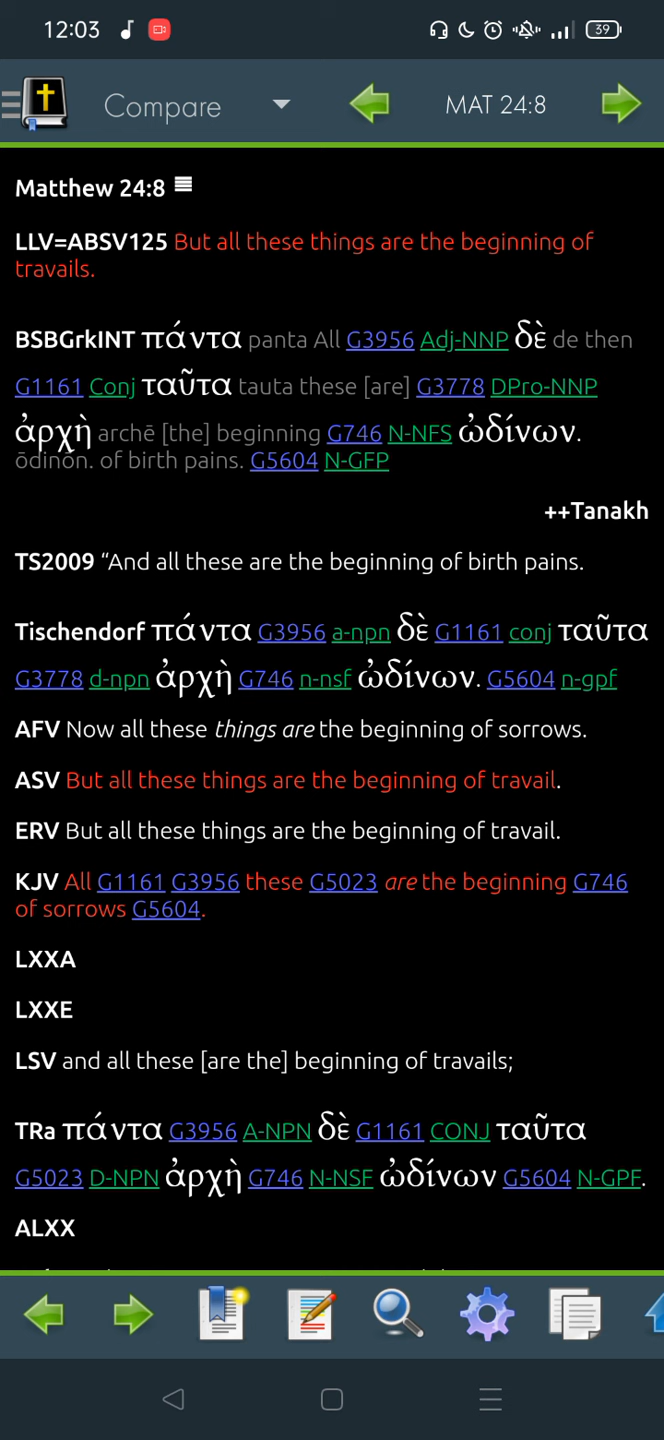 12:03
39
Compare
MAT 24:8
Matthew 24:8
LLV=ABSV125 But all these things are the beginning of
travails.
BSBGrkINT πάντα panta All G3956 Adj-NNP δὲ de then
G1161 Conj ταῦτα tauta these [are] G3778 DPro-NNP
ἀρχὴ archē [the] beginning G746 N-NFS ὠδίνων.
ōdinōn. of birth pains. G5604 N-GFP
++Tanakh
TS2009 “And all these are the beginning of birth pains.
Tischendorf πάντα G3956 a-npn δὲ G1161 conj ταῦτα
G3778 d-npn ἀρχὴ G746 n-nsf ὠδίνων. G5604 n-gpf
AFV Now all these things are the beginning of sorrows.
ASV But all these things are the beginning of travail.
ERV But all these things are the beginning of travail.
KJV All G1161 G3956 these G5023 are the beginning G746
of sorrows G5604.
LXXA
LXXE
LSV and all these [are the] beginning of travails;
TRa πάντα G3956 A-NPN δὲ G1161 CONJ ταῦτα
G5023 D-NPN ἀρχὴ G746 N-NSF ὠδίνων G5604 N-GPF.
ALXX